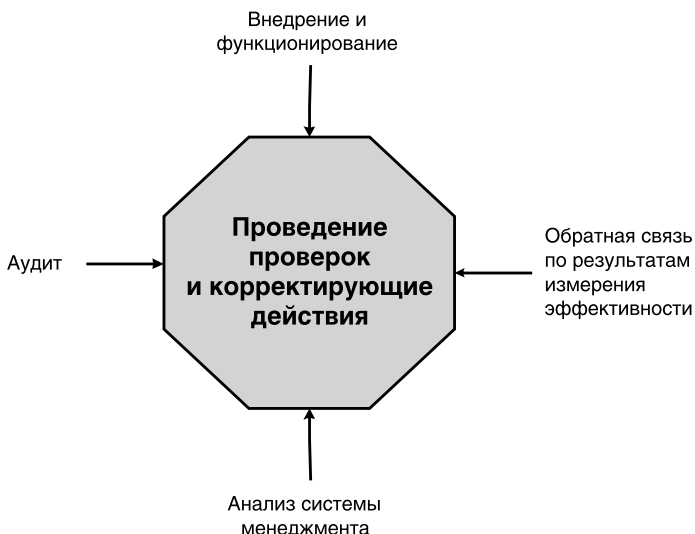 Внедрение и
функционирование
Аудит
Проведение
проверок
и корректирующие
действия
Обратная связь
по результатам
измерения
эффективности
Анализ системы
менеджмента